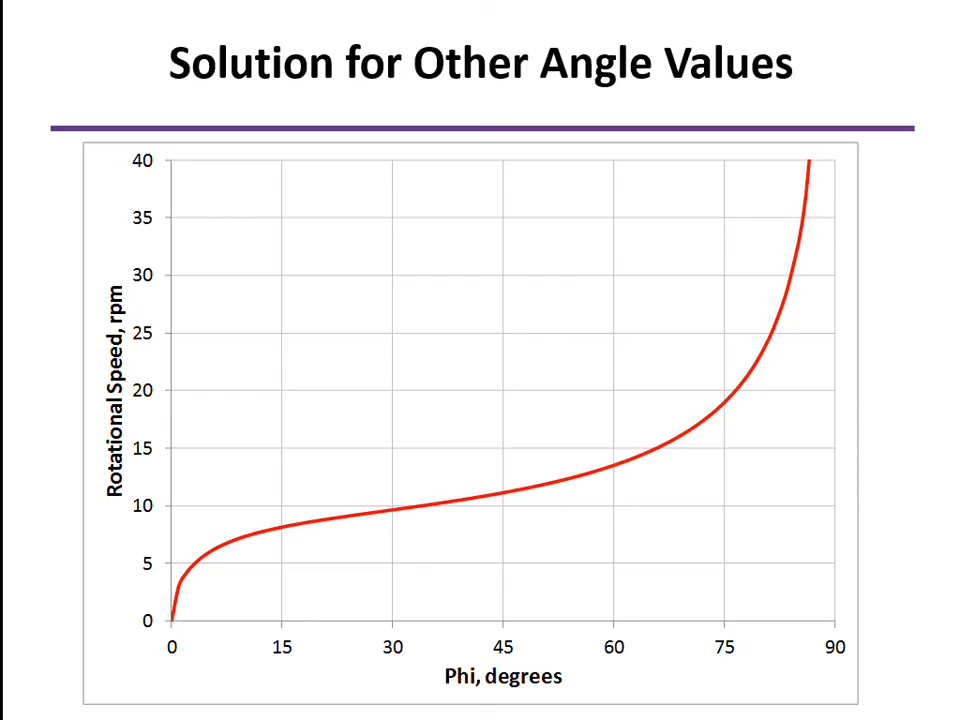 Solution for Other Angle Values
40
35
30
25
20
15
10
5
0
Rotational Speed, rpm
0 15 30 45 60 75 90
Phi, degrees